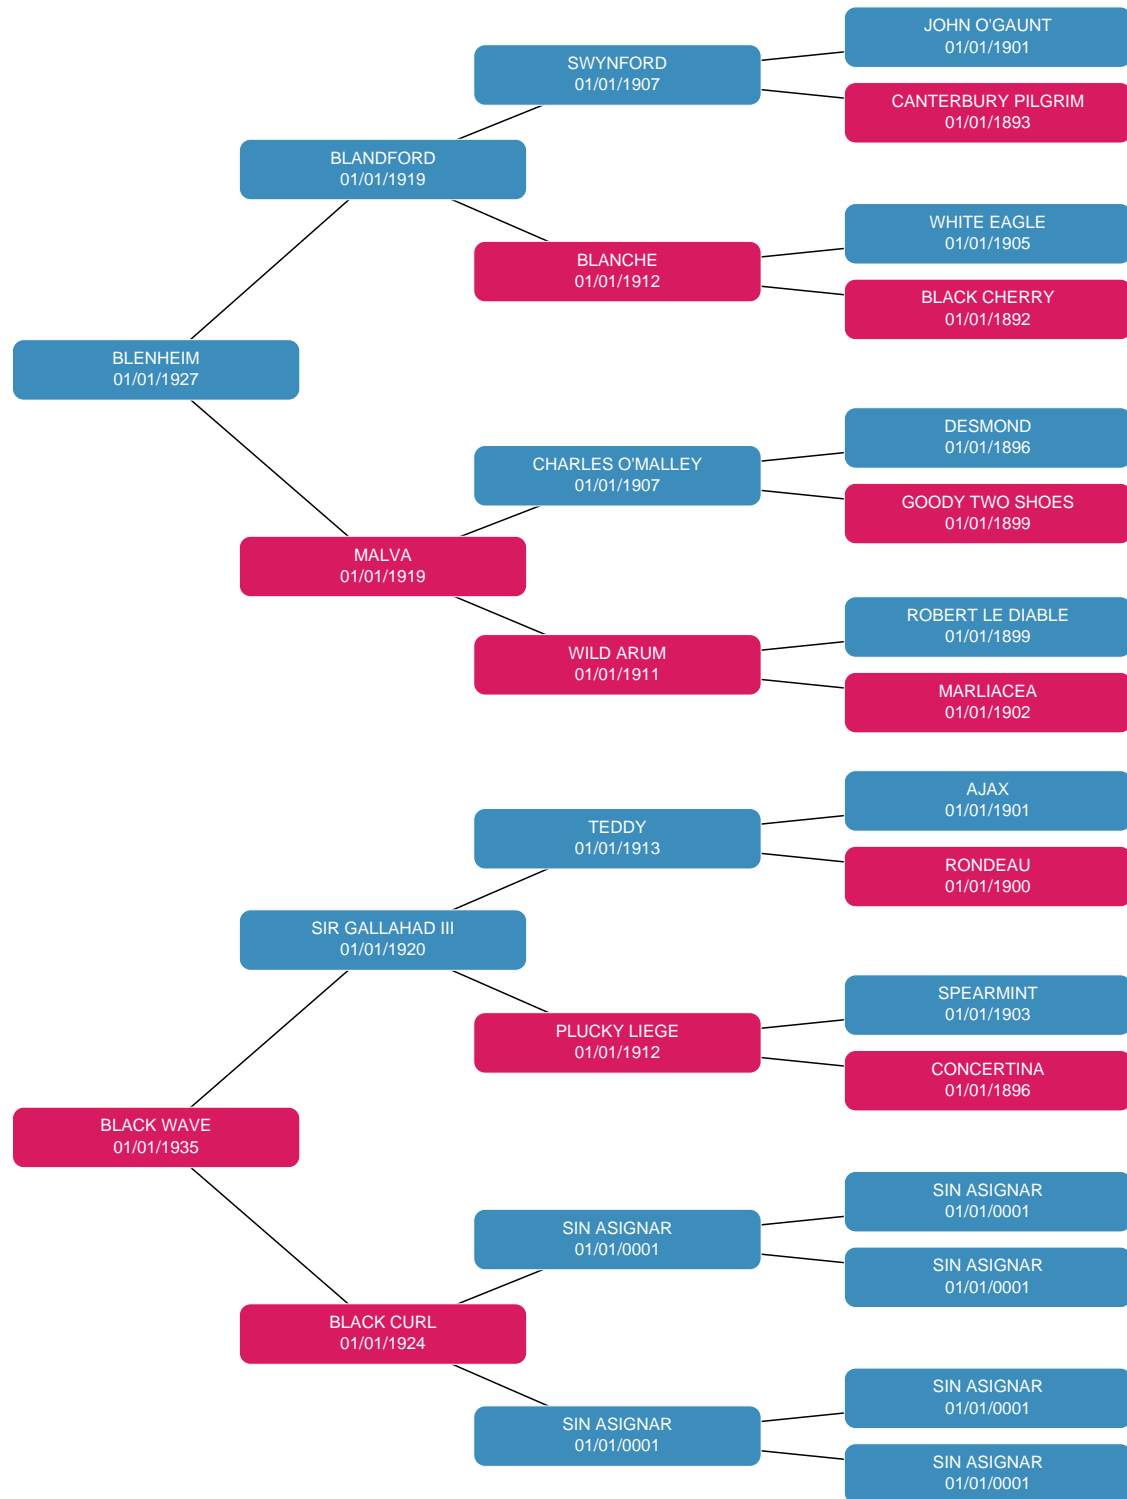 JOHN O'GAUNT
01/01/1901
SWYNFORD
01/01/1907
CANTERBURY PILGRIM
01/01/1893
BLANDFORD
01/01/1919
WHITE EAGLE
01/01/1905
BLANCHE
01/01/1912
BLACK CHERRY
01/01/1892
BLENHEIM
01/01/1927
DESMOND
01/01/1896
CHARLES O'MALLEY
01/01/1907
GOODY TWO SHOES
01/01/1899
MALVA
01/01/1919
ROBERT LE DIABLE
01/01/1899
WILD ARUM
01/01/1911
MARLIACEA
01/01/1902
AJAX
01/01/1901
TEDDY
01/01/1913
RONDEAU
01/01/1900
SIR GALLAHAD III
01/01/1920
SPEARMINT
01/01/1903
PLUCKY LIEGE
01/01/1912
CONCERTINA
01/01/1896
BLACK WAVE
01/01/1935
SIN ASIGNAR
01/01/0001
SIN ASIGNAR
01/01/0001
SIN ASIGNAR
01/01/0001
BLACK CURL
01/01/1924
SIN ASIGNAR
01/01/0001
SIN ASIGNAR
01/01/0001
SIN ASIGNAR
01/01/0001